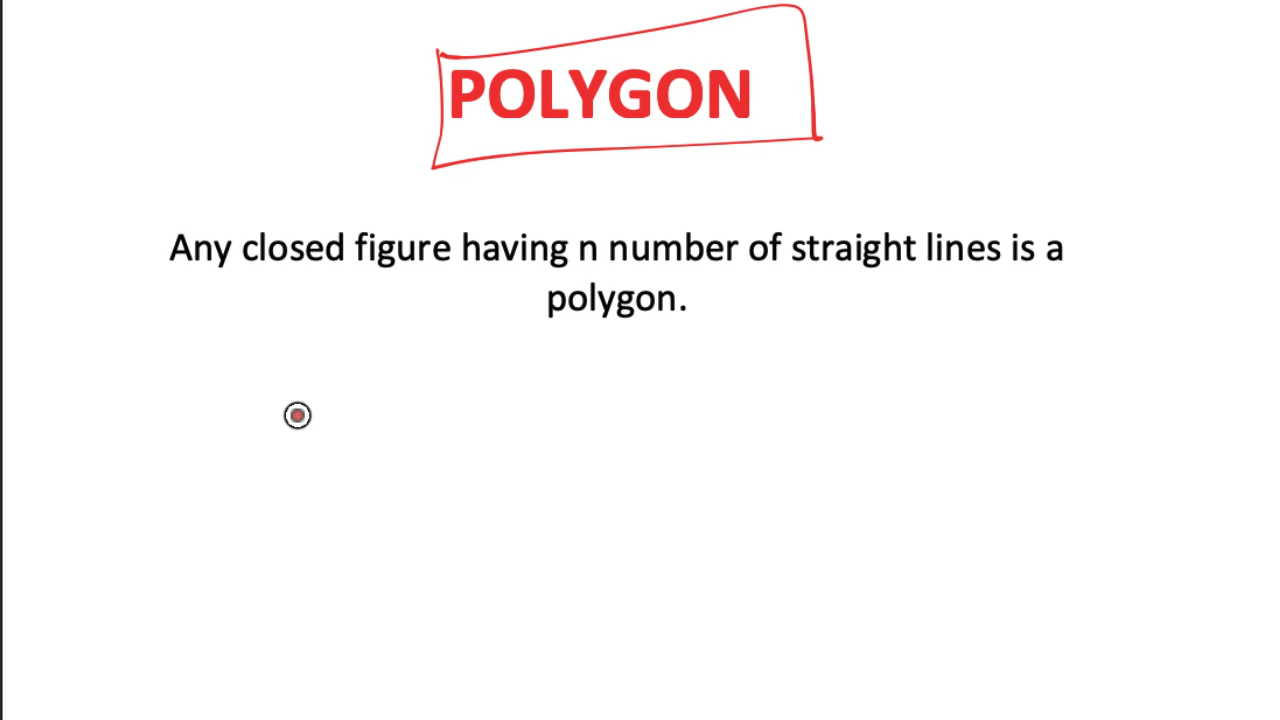 POLYGON
Any closed figure having n number of straight lines is a
polygon.